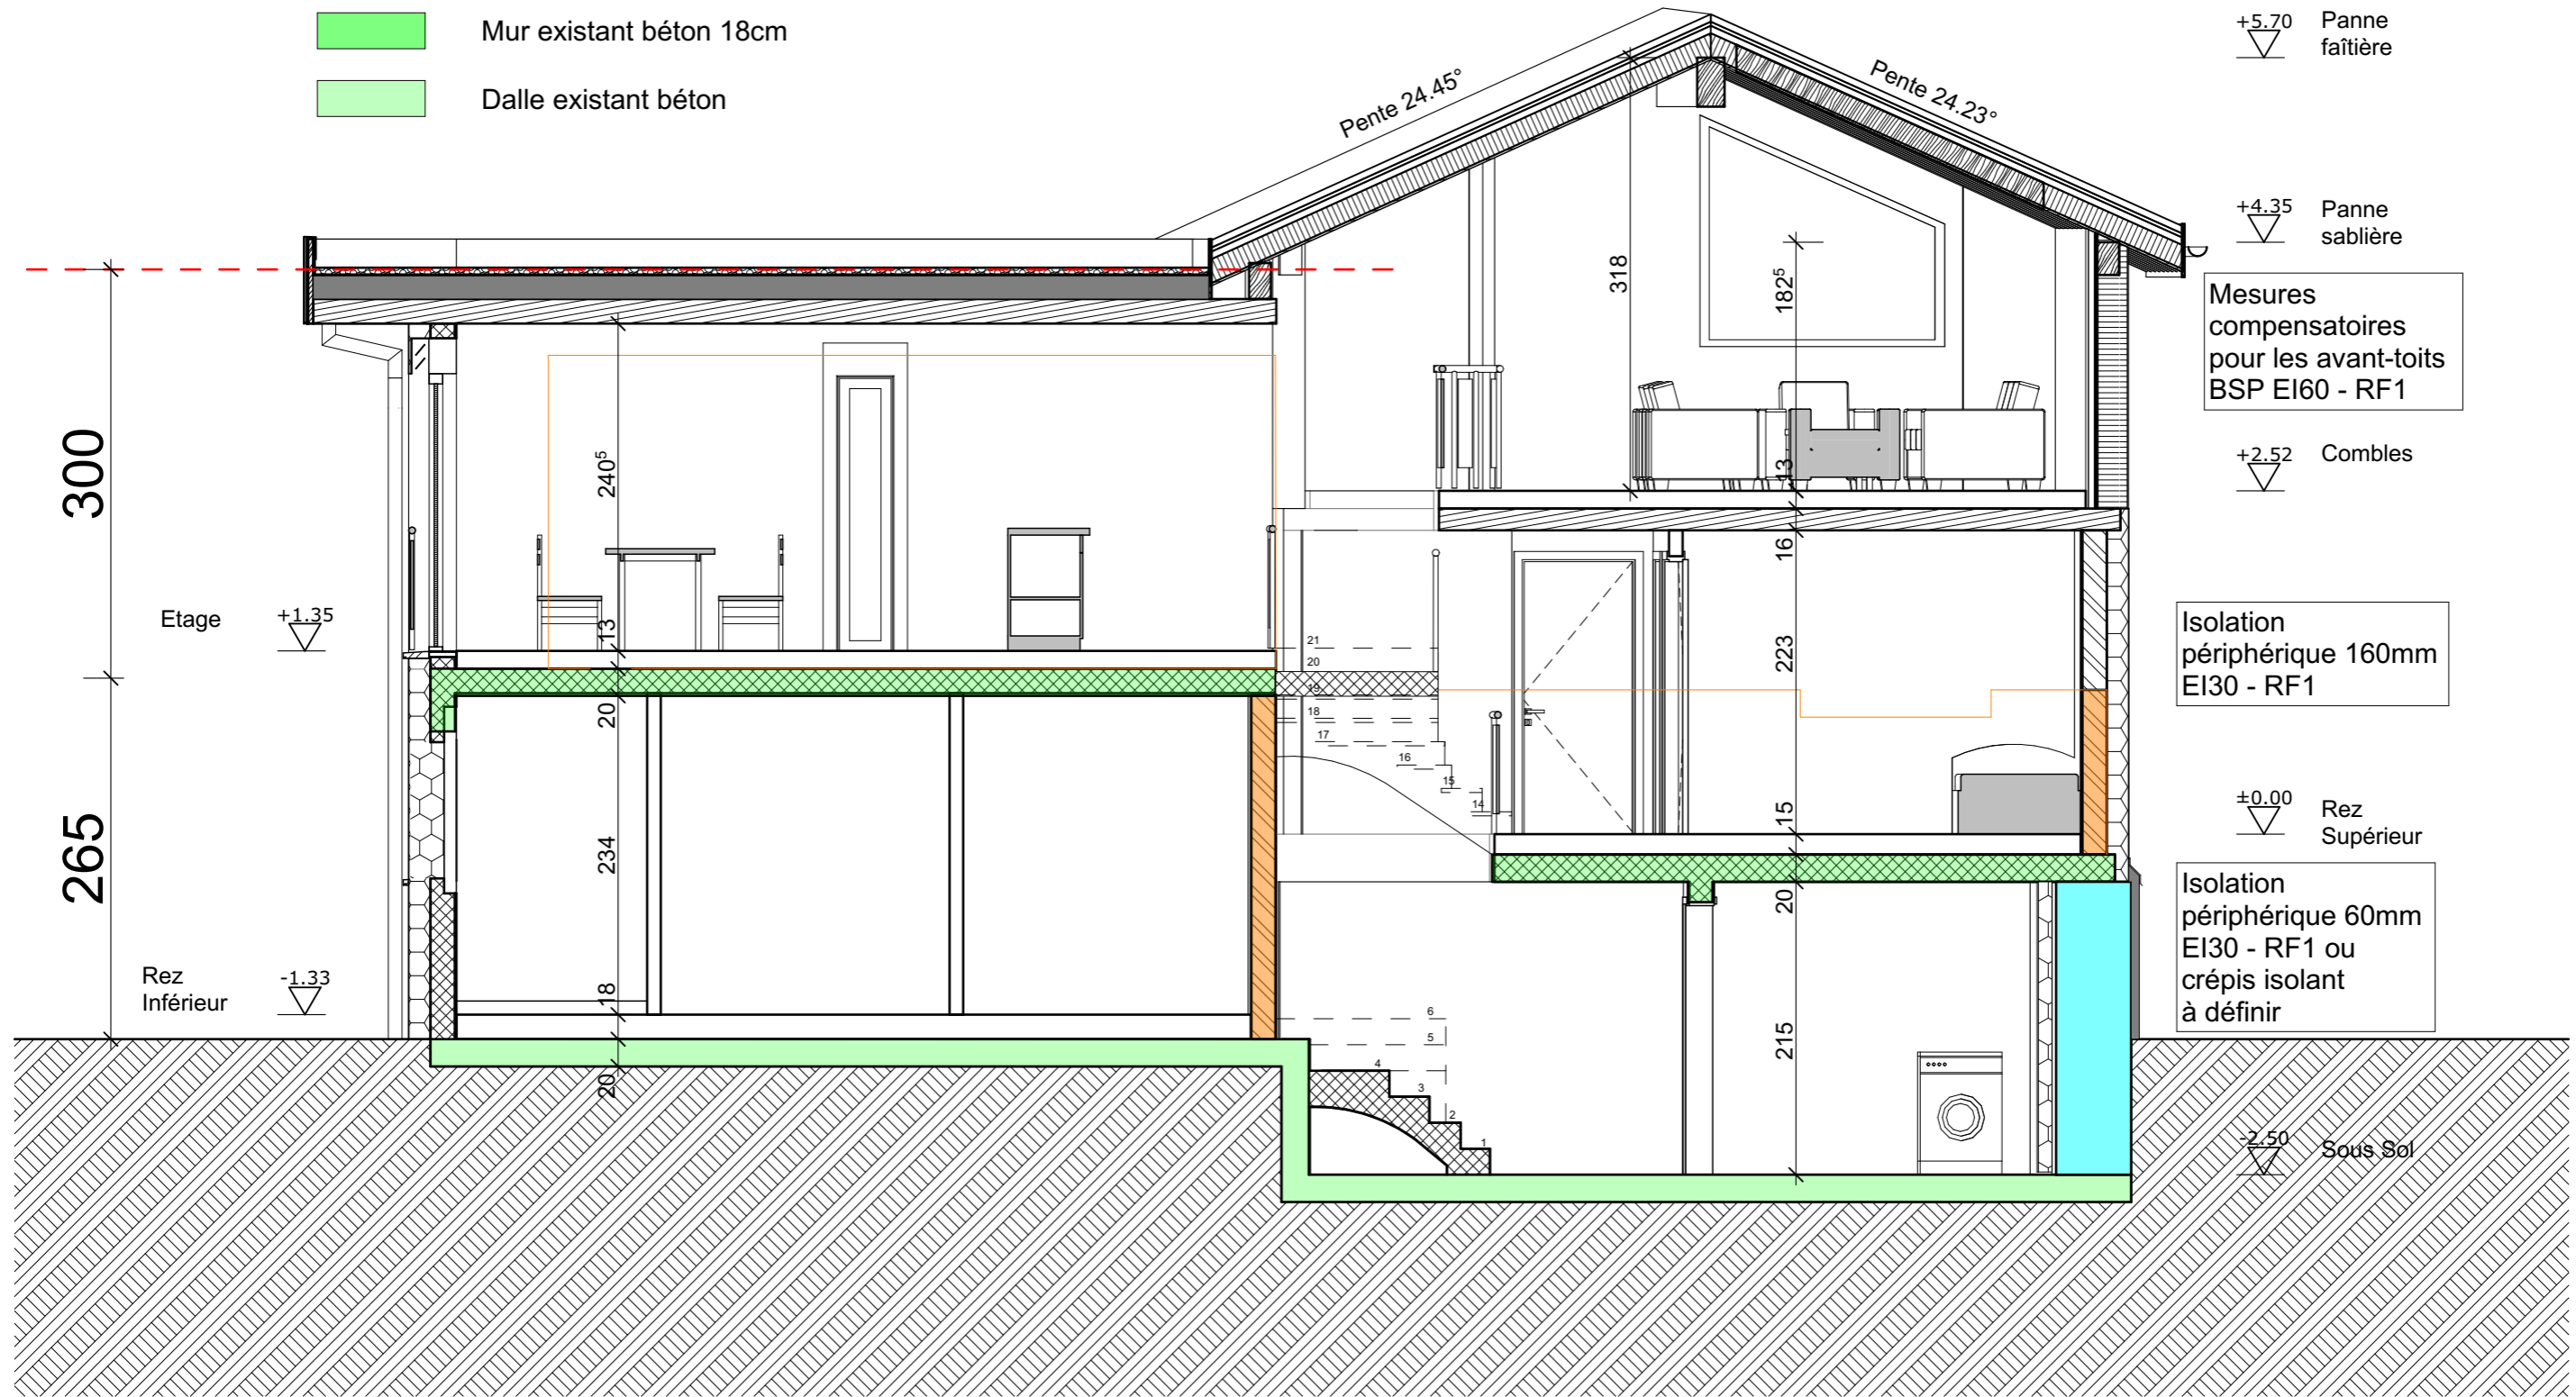 Mur existant béton 18cm
Dalle existant béton
Pente 24.45°
Pente 24.23°
+5.70
Panne
faîtière
+4.35
Panne
sablière
Mesures
compensatoires
pour les avant-toits
BSP EI60 - RF1
+2.52
Combles
Isolation
périphérique 160mm
EI30 - RF1
±0.00
Rez
Supérieur
Isolation
périphérique 60mm
EI30 - RF1 ou
crépis isolant
à définir
-2.50
Sous Sol
300
265
Etage
+1.35
Rez
Inférieur
-1.33
240⁵
13
20
234
18
20
318
182⁵
13
16
223
15
20
215
21
20
19
18
17
16
15
14
6
5
4
3
2
1